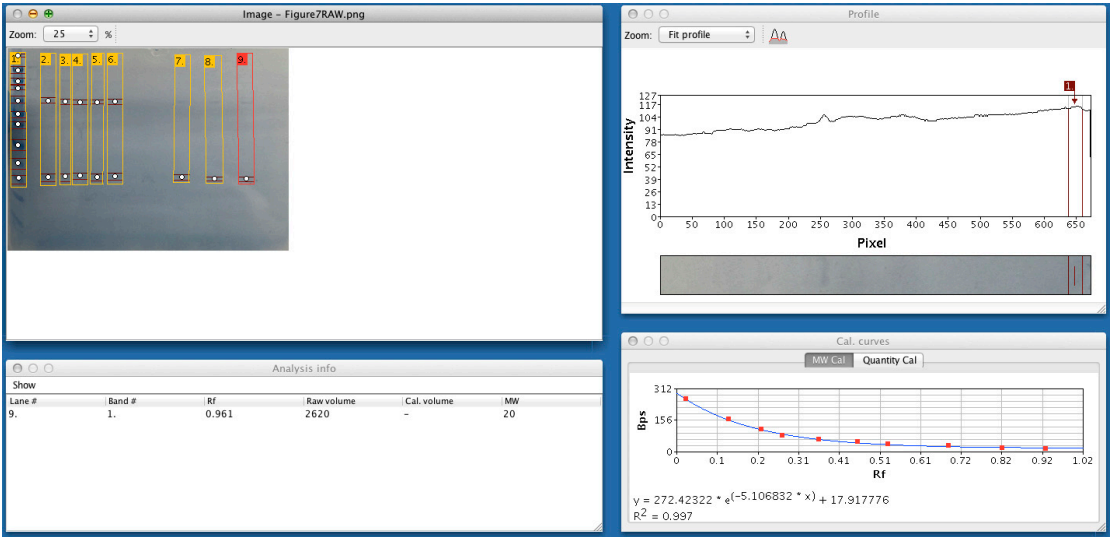 Image – Figure7RAW.png
Zoom: 25 %
1. 2. 3. 4. 5. 6. 7. 8. 9.
Analysis info
Show
Lane # Band # Rf Raw volume Cal. volume MW
9. 1. 0.961 2620 – 20
Profile
Zoom: Fit profile
1.
127
117
104
91
78
65
52
39
26
13
0
Intensity
0 50 100 150 200 250 300 350 400 450 500 550 600 650
Pixel
Cal. curves
MW Cal Quantity Cal
312
156
0
Bps
0 0.1 0.2 0.31 0.41 0.51 0.61 0.72 0.82 0.92 1.02
Rf
y = 272.42322 * e(−5.106832 * x) + 17.917776
R2 = 0.997